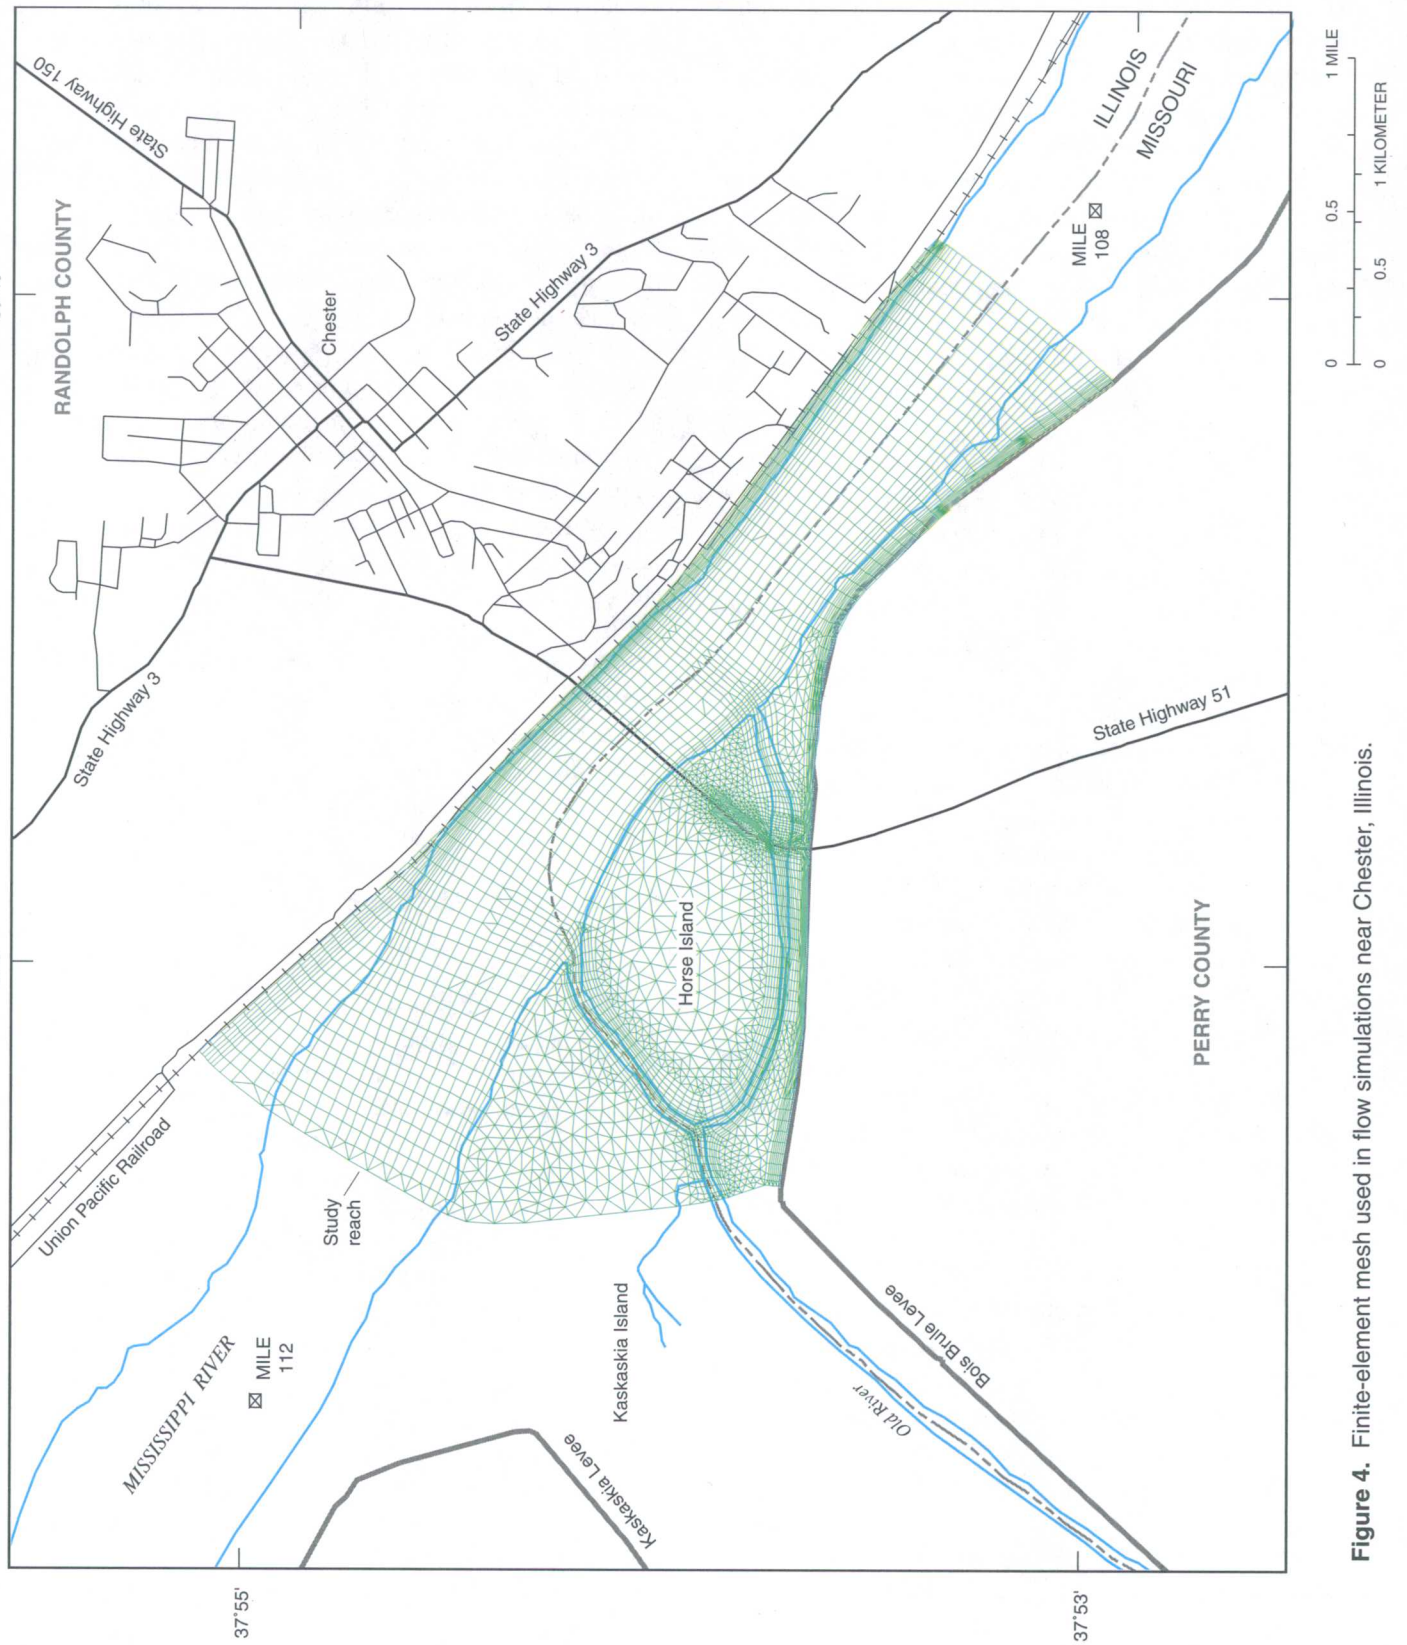 State Highway 150
RANDOLPH COUNTY
Chester
State Highway 3
ILLINOIS
MISSOURI
MILE
108
State Highway 3
State Highway 51
Horse Island
PERRY COUNTY
Union Pacific Railroad
Study
reach
MISSISSIPPI RIVER
MILE
112
Kaskaskia Island
Kaskaskia Levee
Old River
Bois Brule Levee
37°55'
37°53'
0 0.5 1 MILE
0 0.5 1 KILOMETER
Figure 4. Finite-element mesh used in flow simulations near Chester, Illinois.